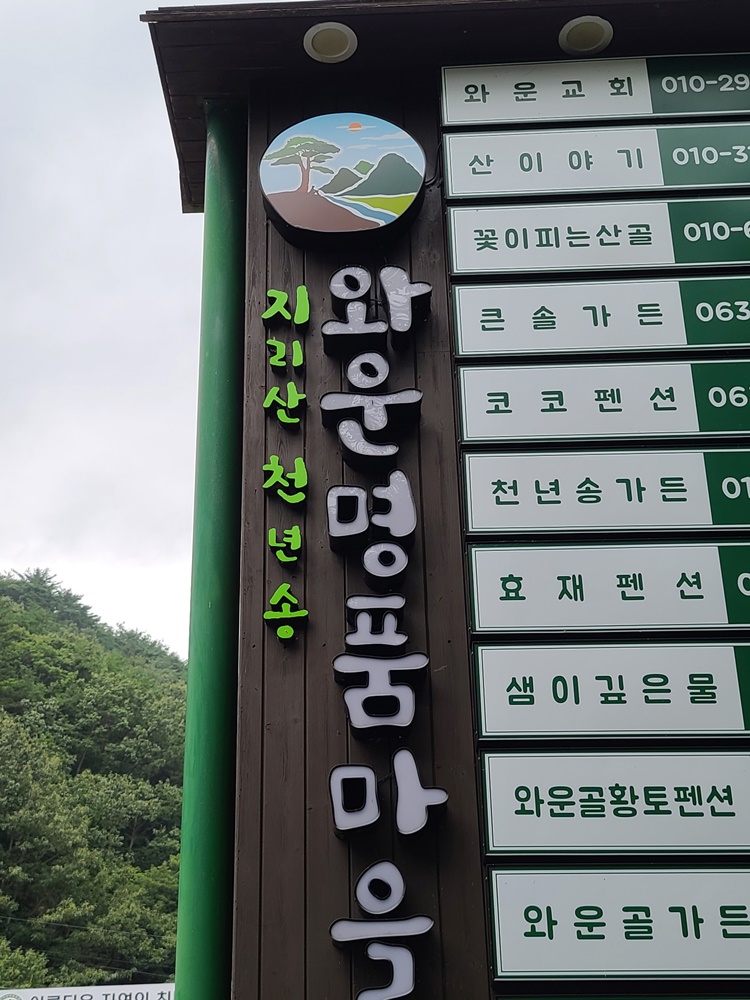 지리산 천년송
와운명품마을
와운교회 010-29
산이야기 010-31
꽃이피는산골 010-6
큰솔가든 063
코코펜션 06
천년송가든 01
효재펜션 0
샘이깊은물
와운골황토펜션
와운골가든